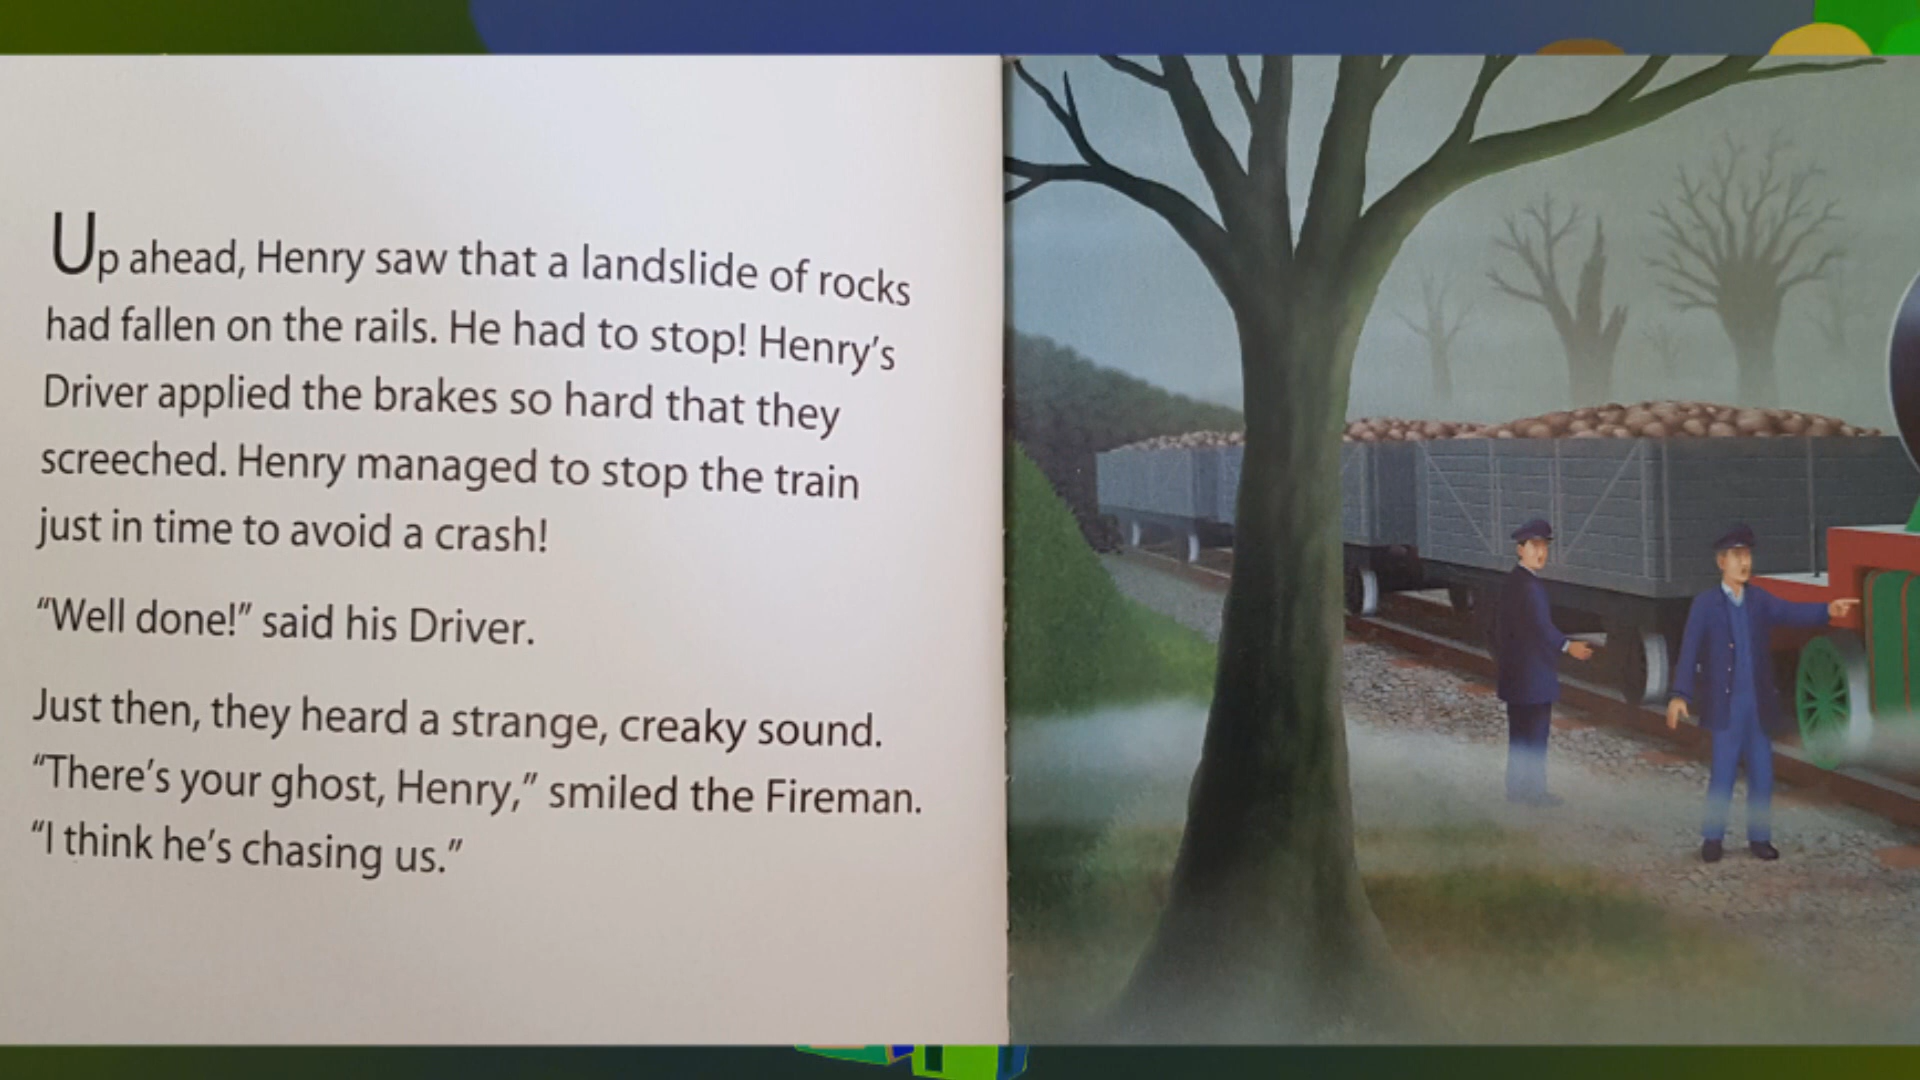 Up ahead, Henry saw that a landslide of rocks
had fallen on the rails. He had to stop! Henry's
Driver applied the brakes so hard that they
screeched. Henry managed to stop the train
just in time to avoid a crash!
“Well done!” said his Driver.
Just then, they heard a strange, creaky sound.
“There's your ghost, Henry,” smiled the Fireman.
“I think he's chasing us.”